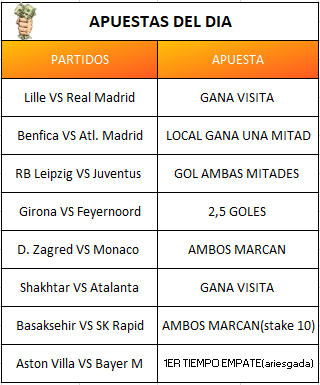 APUESTAS DEL DIA
PARTIDOS APUESTA
Lille VS Real Madrid GANA VISITA
Benfica VS Atl. Madrid LOCAL GANA UNA MITAD
RB Leipzig VS Juventus GOL AMBAS MITADES
Girona VS Feyernoord 2,5 GOLES
D. Zagred VS Monaco AMBOS MARCAN
Shakhtar VS Atalanta GANA VISITA
Basaksehir VS SK Rapid AMBOS MARCAN(stake 10)
Aston Villa VS Bayer M 1ER TIEMPO EMPATE(ariesgada)